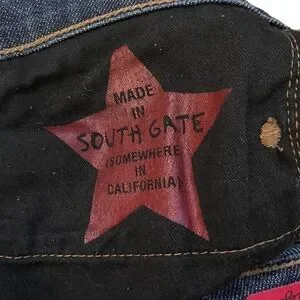 MADE
IN
SOUTH GATE
(SOMEWHERE
IN
CALIFORNIA)